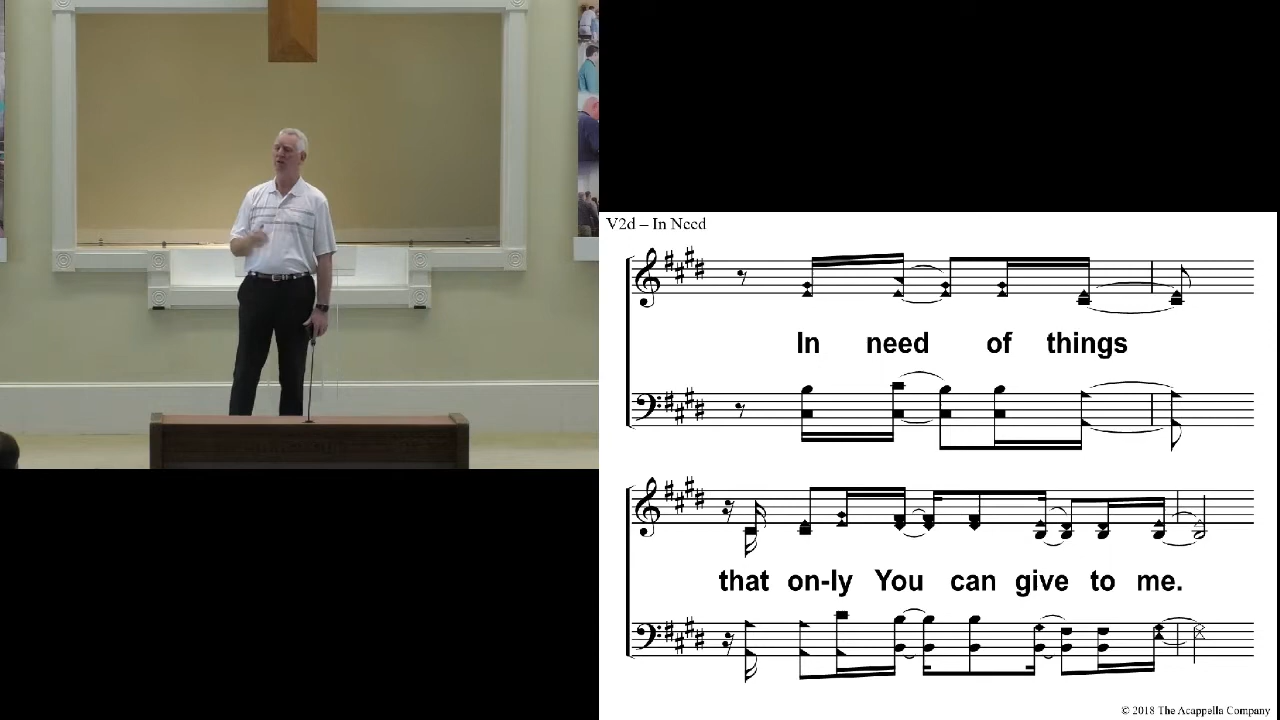 V2d – In Need
In need of things
that on-ly You can give to me.
© 2018 The Acappella Company